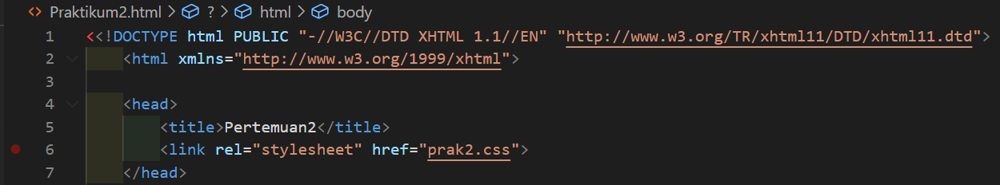 <> Praktikum2.html > ? > html > body
1 <<!DOCTYPE html PUBLIC "-//W3C//DTD XHTML 1.1//EN" "http://www.w3.org/TR/xhtml11/DTD/xhtml11.dtd">
2 <html xmlns="http://www.w3.org/1999/xhtml">
3
4 <head>
5 <title>Pertemuan2</title>
6 <link rel="stylesheet" href="prak2.css">
7 </head>